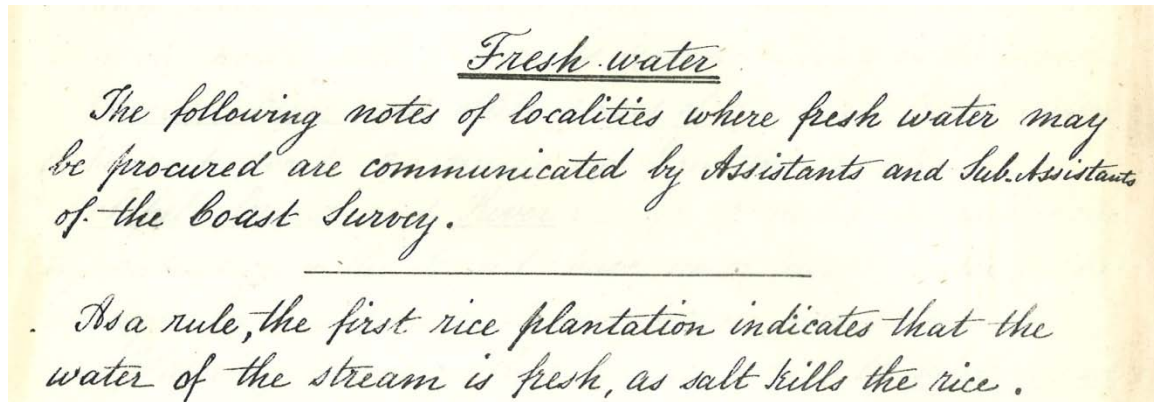 Fresh water
The following notes of localities where fresh water may
be procured are communicated by Assistants and Sub-Assistants
of the Coast Survey.
As a rule, the first rice plantation indicates that the
water of the stream is fresh, as salt kills the rice.